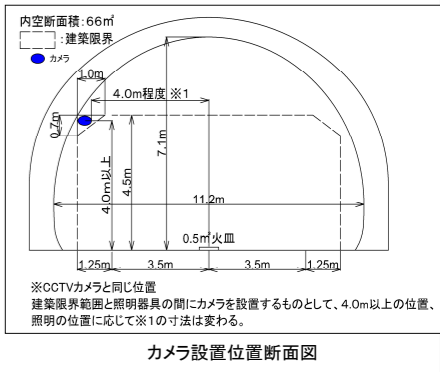 内空断面積：66㎡
：建築限界
カメラ
1.0m
4.0m程度 ※1
0.7m
4.0m以上
4.5m
7.1m
11.2m
0.5㎡火皿
1.25m
3.5m
3.5m
1.25m
※CCTVカメラと同じ位置
建築限界範囲と照明器具の間にカメラを設置するものとして、4.0m以上の位置、
照明の位置に応じて※1の寸法は変わる。
カメラ設置位置断面図